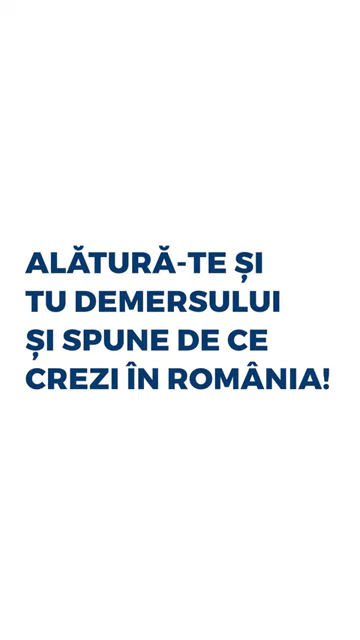 ALĂTURĂ-TE ȘI
TU DEMERSULUI
ȘI SPUNE DE CE
CREZI ÎN ROMÂNIA!